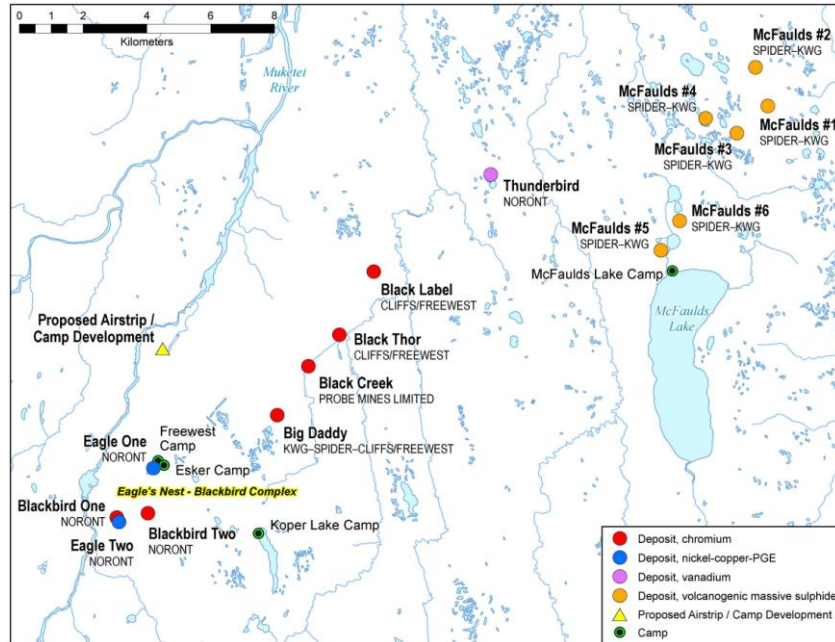 0 2 4 6 8
Kilometers
Muketei
River
McFaulds #2
SPIDER–KWG
McFaulds #4
SPIDER–KWG
McFaulds #1
SPIDER–KWG
McFaulds #3
SPIDER–KWG
Thunderbird
NORONT
McFaulds #6
SPIDER–KWG
McFaulds #5
SPIDER–KWG
McFaulds Lake Camp
McFaulds
Lake
Black Label
CLIFFS/FREEWEST
Proposed Airstrip /
Camp Development
Black Thor
CLIFFS/FREEWEST
Black Creek
PROBE MINES LIMITED
Big Daddy
KWG–SPIDER–CLIFFS/FREEWEST
Eagle One
NORONT
Freewest
Camp
Esker Camp
Eagle's Nest - Blackbird Complex
Blackbird One
NORONT
Eagle Two
NORONT
Blackbird Two
NORONT
Koper Lake Camp
Deposit, chromium
Deposit, nickel-copper-PGE
Deposit, vanadium
Deposit, volcanogenic massive sulphide
Proposed Airstrip / Camp Development
Camp